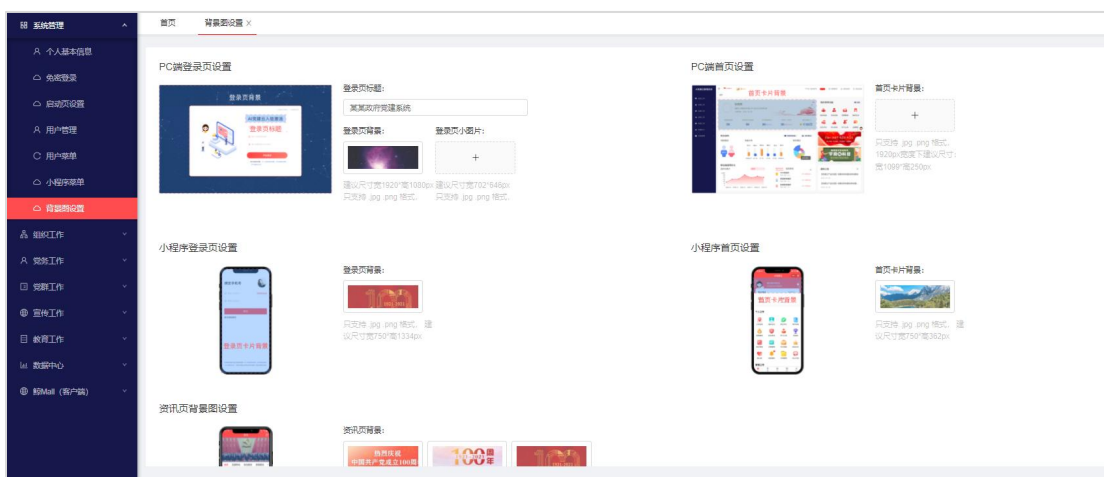 系统管理
个人基本信息
免密登录
启动页设置
用户管理
用户菜单
小程序菜单
背景图设置
组织工作
党务工作
党群工作
宣传工作
教育工作
数据中心
鲸Mall（客户端）
首页
背景图设置 ×
PC端登录页设置
登录页背景
登录页标题
登录页标题:
某某政府党建系统
登录页背景:
登录页小图片:
+
建议尺寸宽1920*高1080px
只支持 .jpg .png 格式.
建议尺寸宽702*646px
只支持 .jpg .png 格式.
PC端首页设置
首页卡片背景
首页卡片背景:
+
只支持 .jpg .png 格式.
1920px宽度下建议尺寸:
宽1099*高250px
小程序登录页设置
登录页卡片背景
登录页背景:
只支持 .jpg .png 格式. 建
议尺寸宽750*高1334px
小程序首页设置
首页卡片背景
首页卡片背景:
只支持 .jpg .png 格式. 建
议尺寸宽750*高362px
资讯页背景图设置
资讯页背景:
热烈庆祝
中国共产党成立100周
100周年